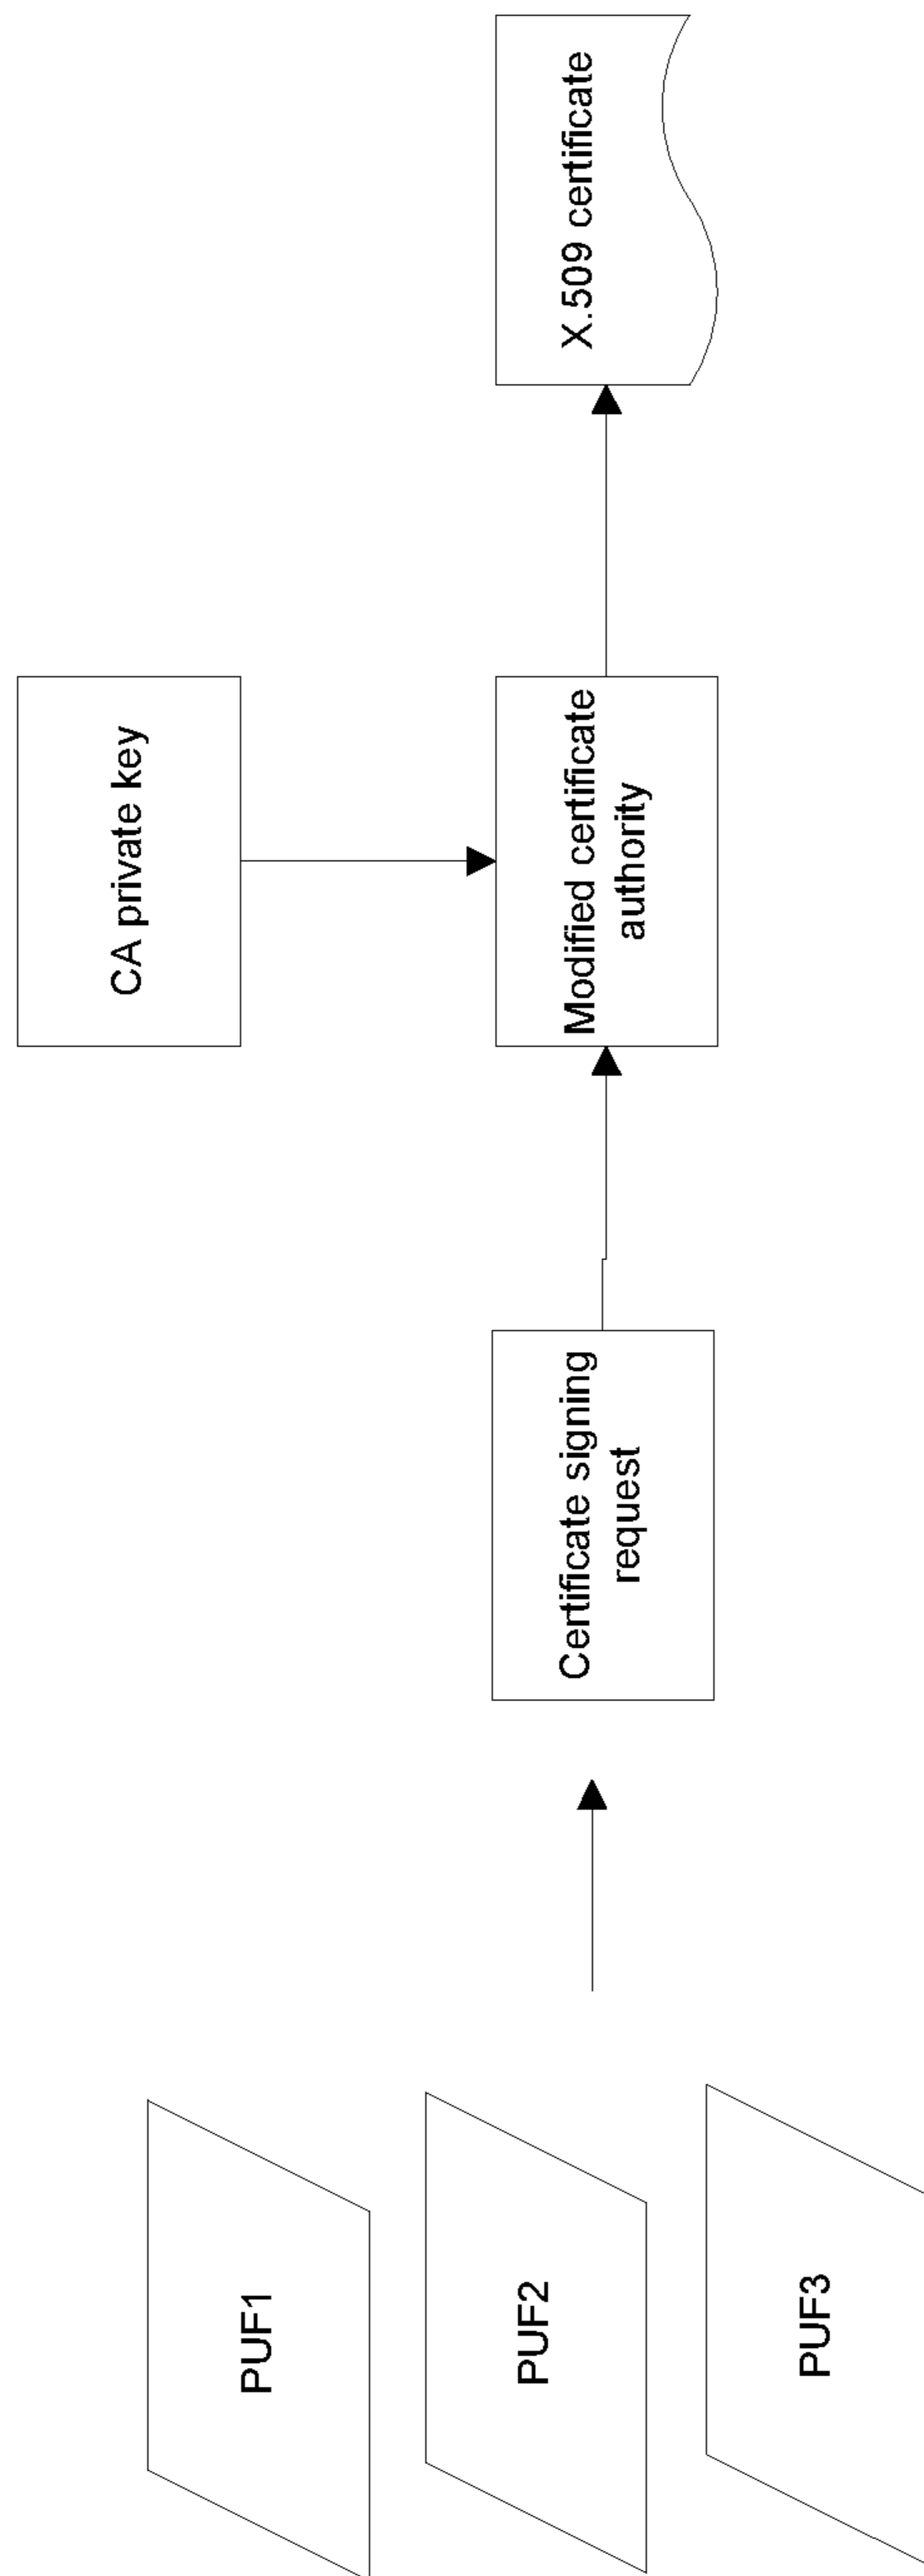 PUF1
PUF2
PUF3
Certificate signing
request
CA private key
Modified certificate
authority
X.509 certificate